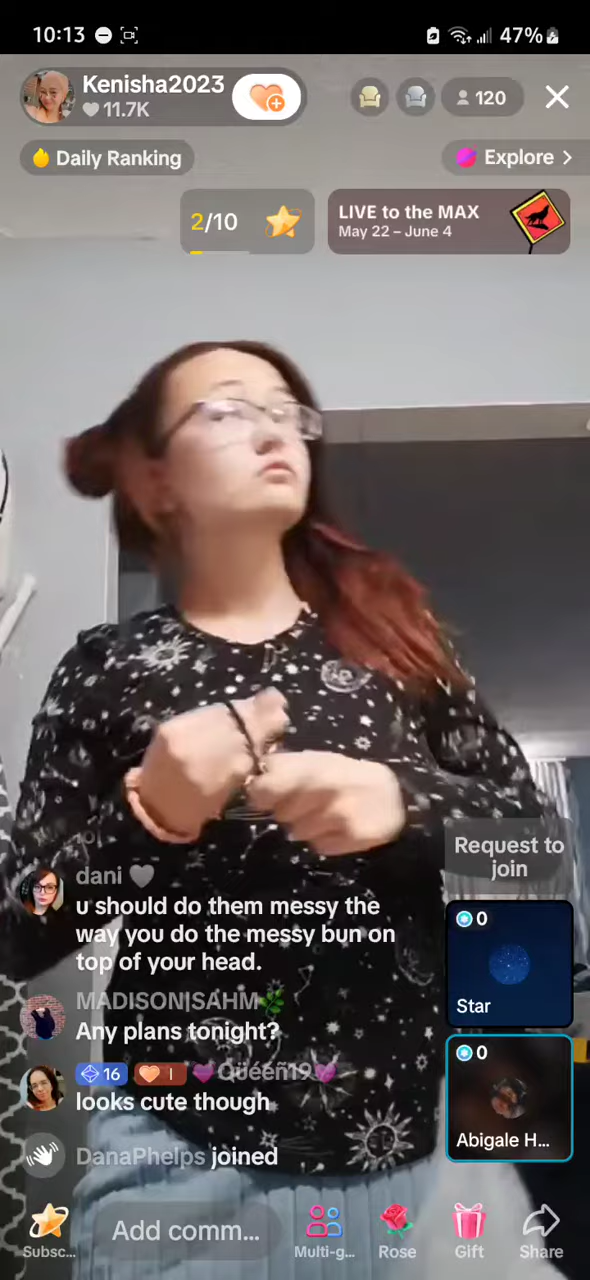 10:13
47%
Kenisha2023
11.7K
120
Daily Ranking
Explore >
2/10
LIVE to the MAX
May 22 – June 4
Request to
join
dani 🤍
u should do them messy the
way you do the messy bun on
top of your head.
0
Star
MADISON|SAHM🌿
Any plans tonight?
0
Abigale H...
16
I
💜Qüéeñ19💜
looks cute though
DanaPhelps joined
Subsc...
Add comm...
Multi-g...
Rose
Gift
Share